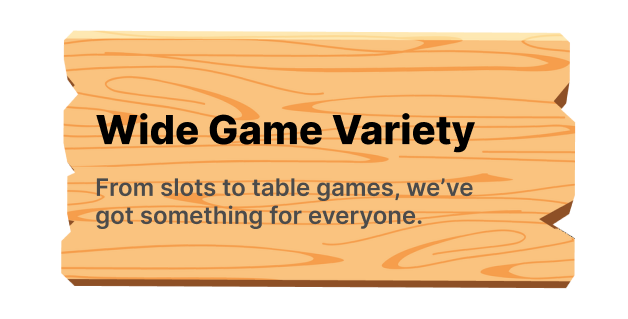 Wide Game Variety
From slots to table games, we’ve
got something for everyone.